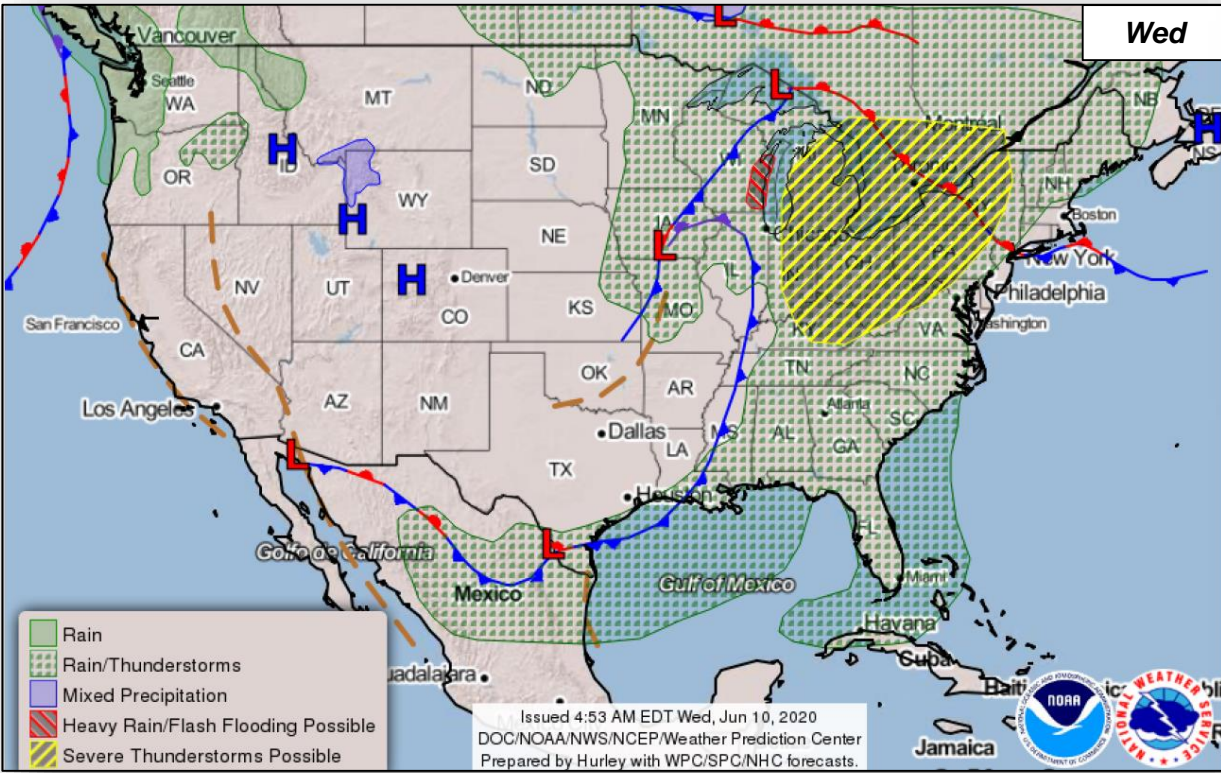 Wed
Vancouver
Seattle
WA
MT
ND
MN
NB
Montréal
OR
ID
SD
WI
WY
NH
Boston
NE
IA
New York
NV
UT
Denver
IL
PA
Philadelphia
CO
KS
MO
KY
VA
Washington
San Francisco
CA
OK
TN
NC
AZ
NM
AR
Los Angeles
Atlanta
SC
Dallas
MS
AL
GA
LA
TX
Houston
FL
Golfo de California
Gulf of Mexico
Miami
Mexico
Havana
Cuba
uadalajara
Jamaica
H
H
H
H
L
L
L
L
L
Rain
Rain/Thunderstorms
Mixed Precipitation
Heavy Rain/Flash Flooding Possible
Severe Thunderstorms Possible
Issued 4:53 AM EDT Wed, Jun 10, 2020
DOC/NOAA/NWS/NCEP/Weather Prediction Center
Prepared by Hurley with WPC/SPC/NHC forecasts.
NOAA
NATIONAL WEATHER SERVICE